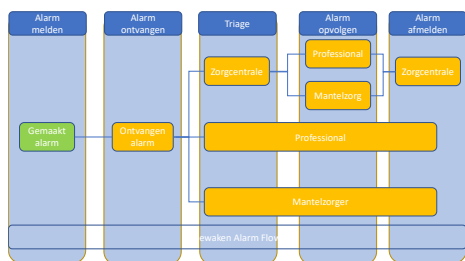 Alarm
melden
Alarm
ontvangen
Triage
Alarm
opvolgen
Alarm
afmelden
Zorgcentrale
Professional
Mantelzorg
Zorgcentrale
Gemaakt
alarm
Ontvangen
alarm
Professional
Mantelzorger
ewaken Alarm Flow